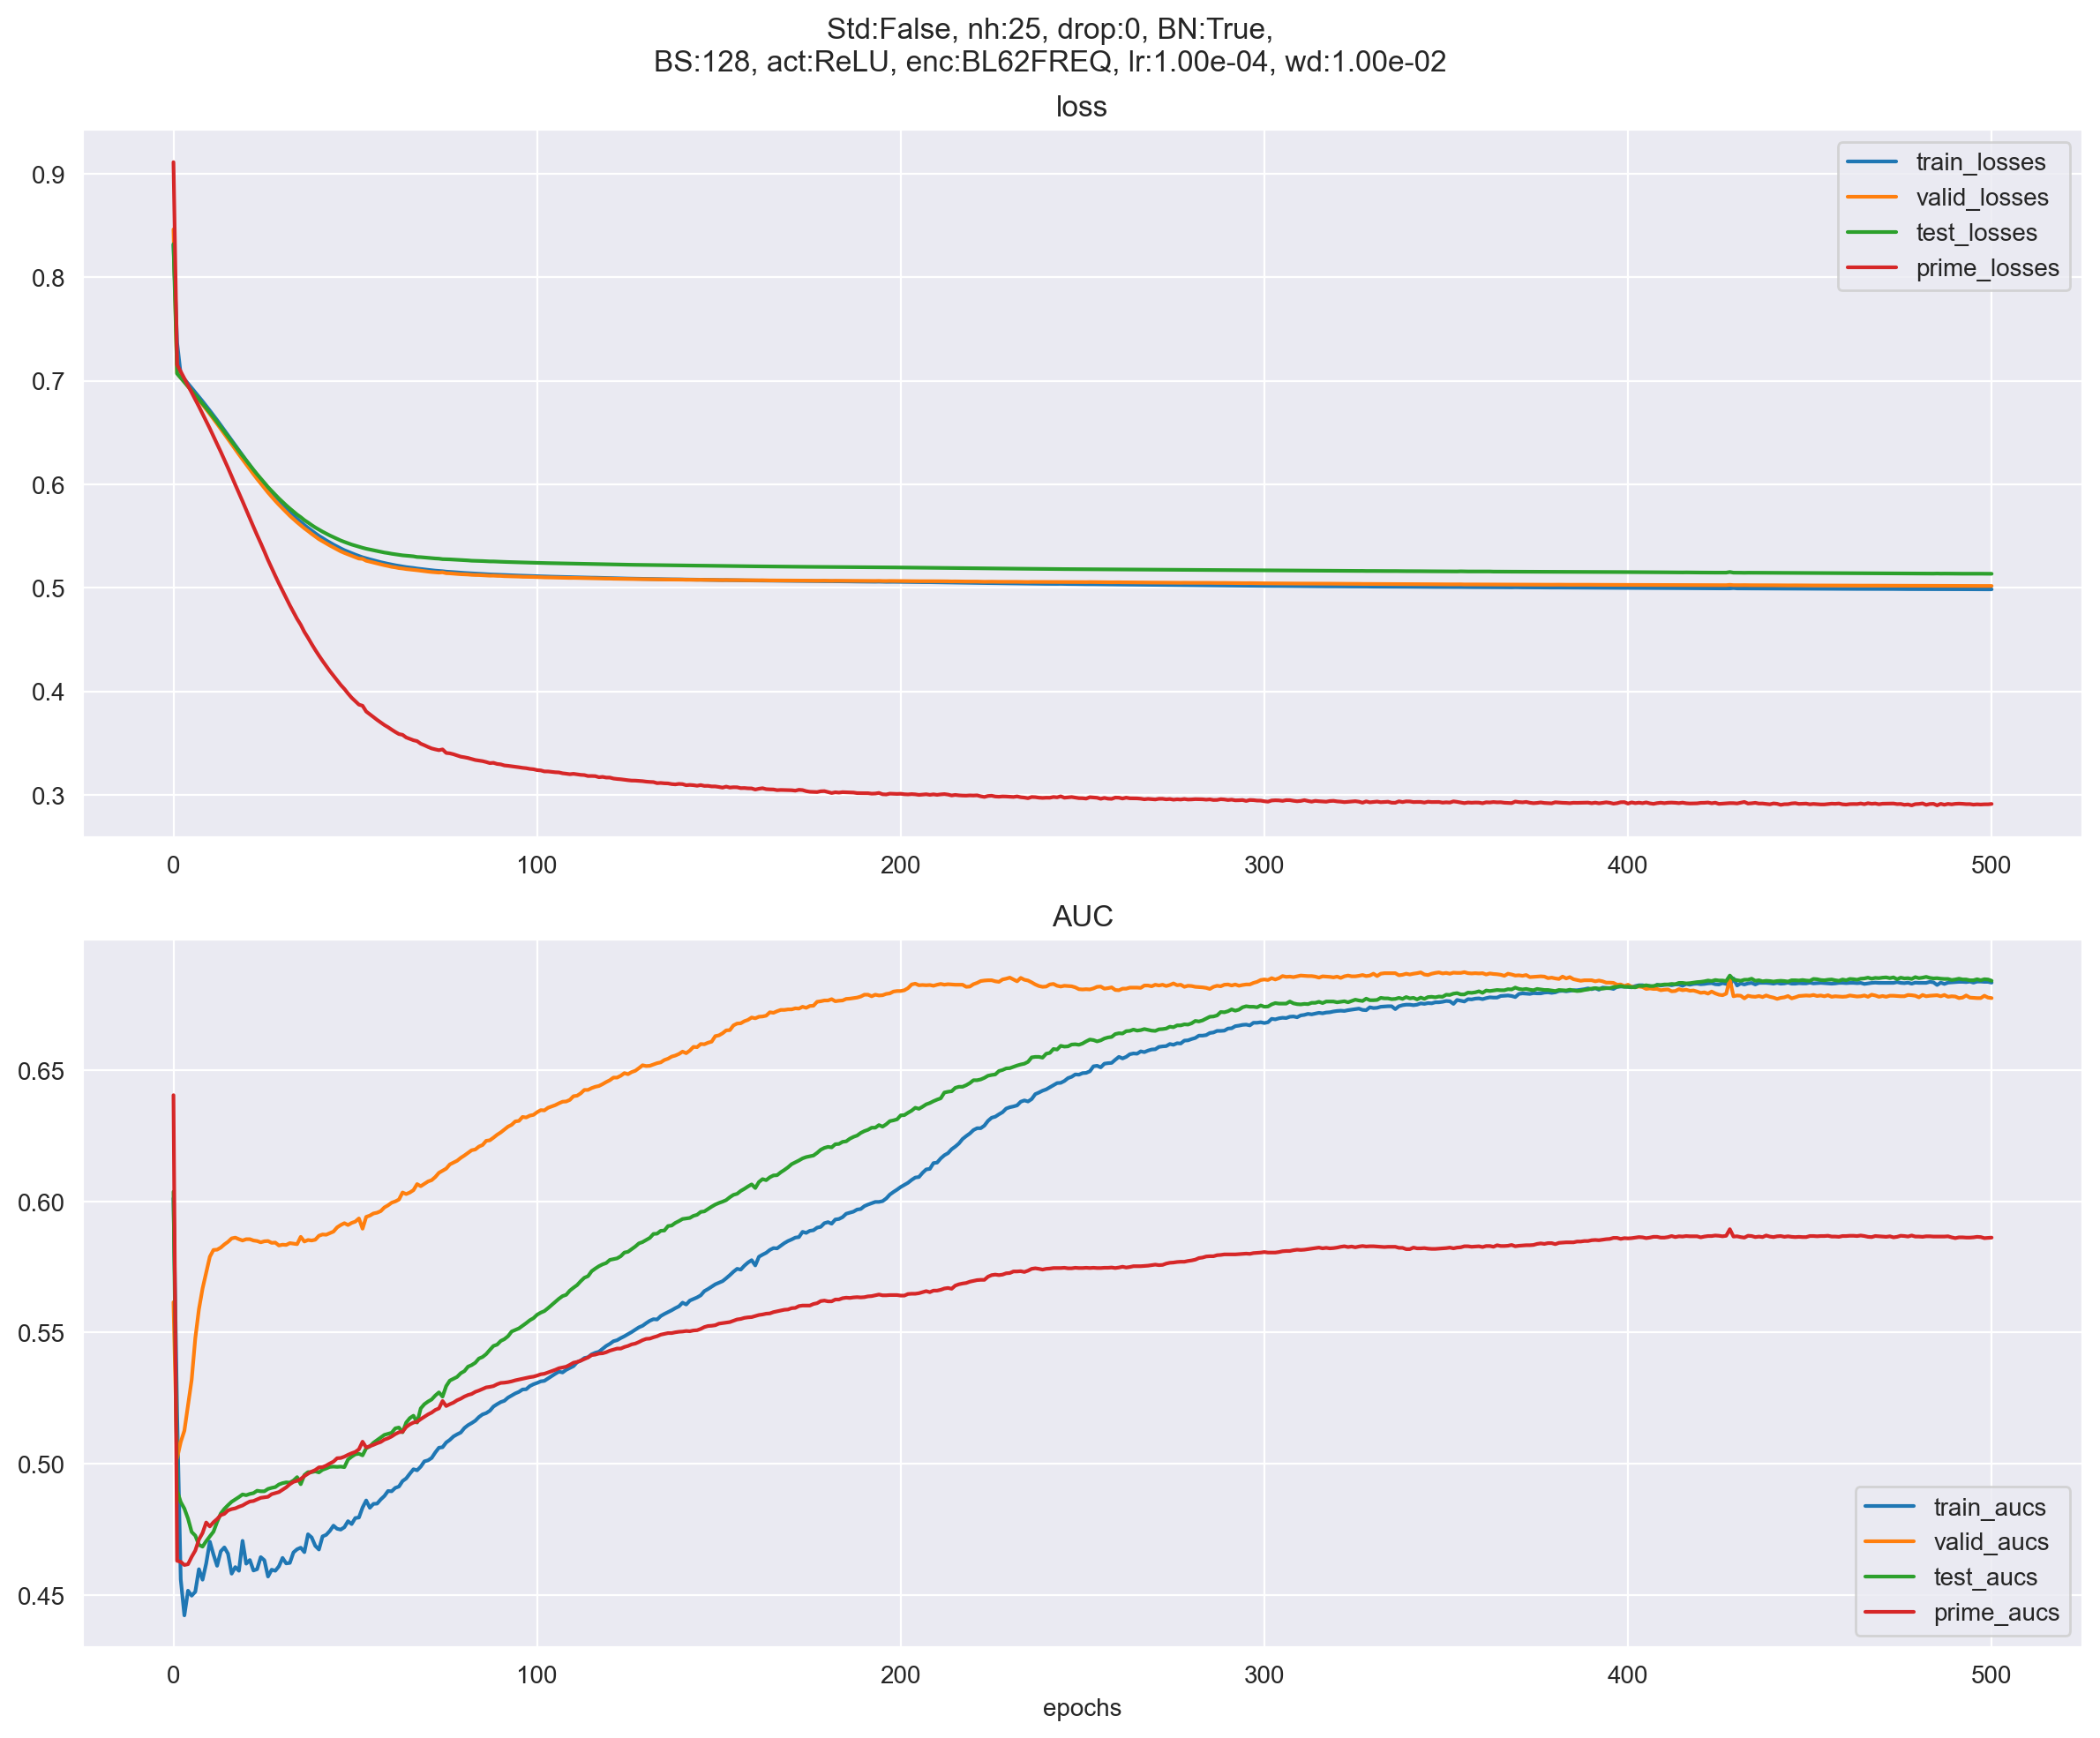 Std:False, nh:25, drop:0, BN:True,
BS:128, act:ReLU, enc:BL62FREQ, lr:1.00e-04, wd:1.00e-02
loss
0.9
0.8
0.7
0.6
0.5
0.4
0.3
train_losses
valid_losses
test_losses
prime_losses
0 100 200 300 400 500
AUC
0.65
0.60
0.55
0.50
0.45
train_aucs
valid_aucs
test_aucs
prime_aucs
0 100 200 300 400 500
epochs